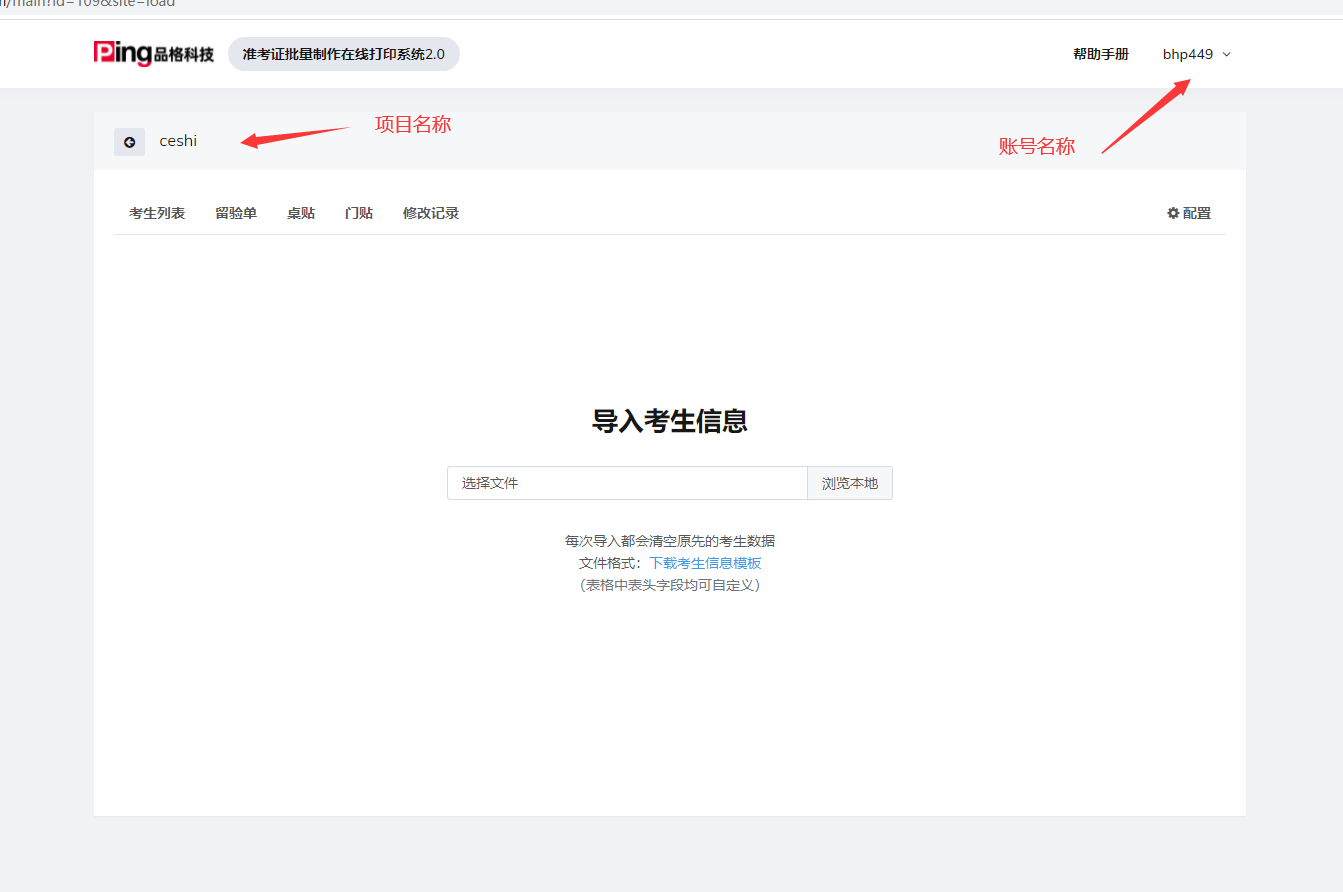 /main?id=109&site=load
Ping品格科技 准考证批量制作在线打印系统2.0 帮助手册 bhp449
ceshi 项目名称 账号名称
考生列表 留验单 桌贴 门贴 修改记录 配置
导入考生信息
选择文件 浏览本地
每次导入都会清空原先的考生数据
文件格式：下载考生信息模板
（表格中表头字段均可自定义）